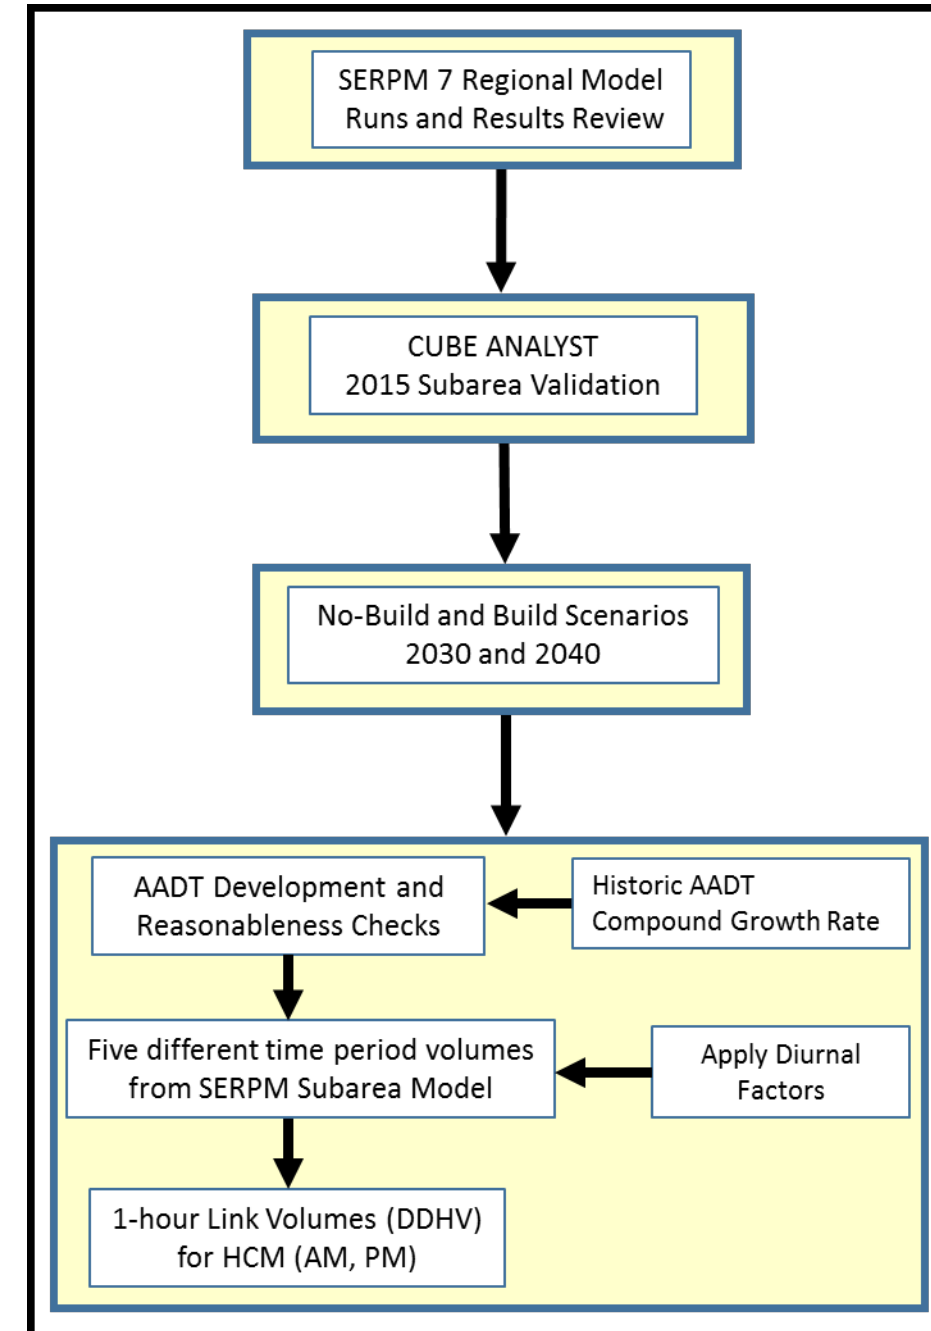 SERPM 7 Regional Model
Runs and Results Review
CUBE ANALYST
2015 Subarea Validation
No-Build and Build Scenarios
2030 and 2040
AADT Development and
Reasonableness Checks
Historic AADT
Compound Growth Rate
Five different time period volumes
from SERPM Subarea Model
Apply Diurnal
Factors
1-hour Link Volumes (DDHV)
for HCM (AM, PM)